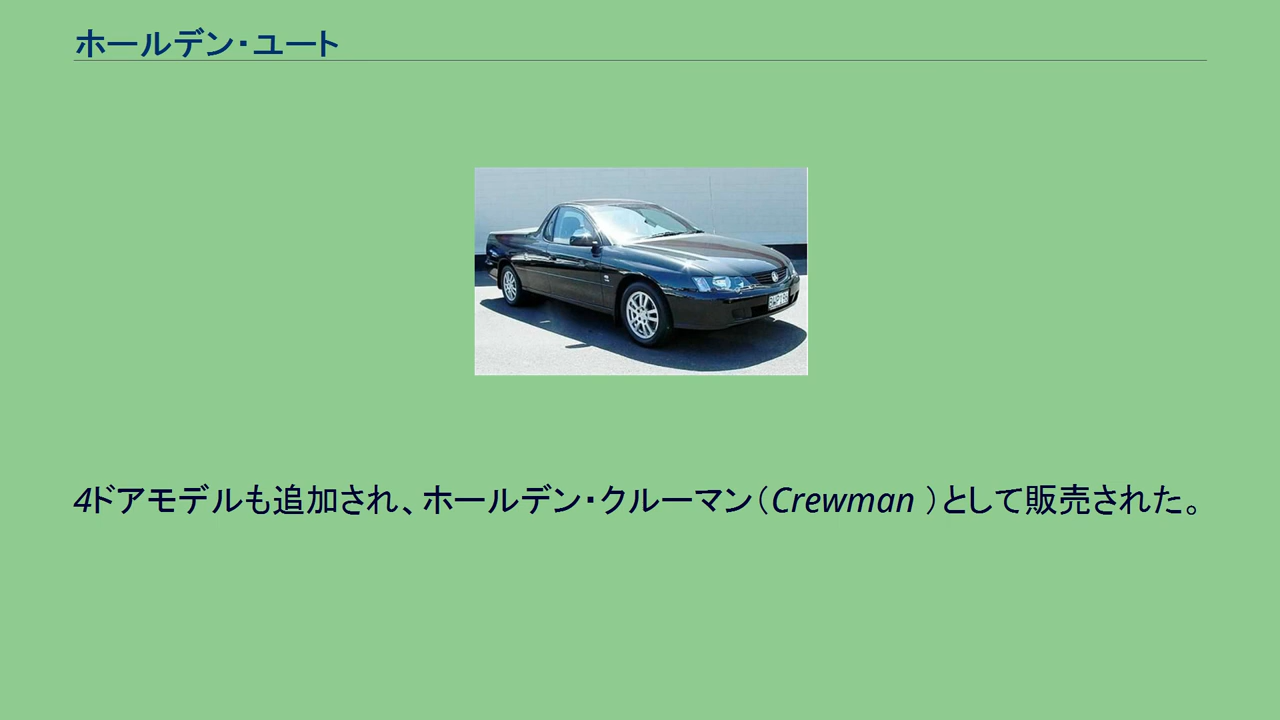 ホールデン・ユート
4ドアモデルも追加され、ホールデン・クルーマン（Crewman ）として販売された。